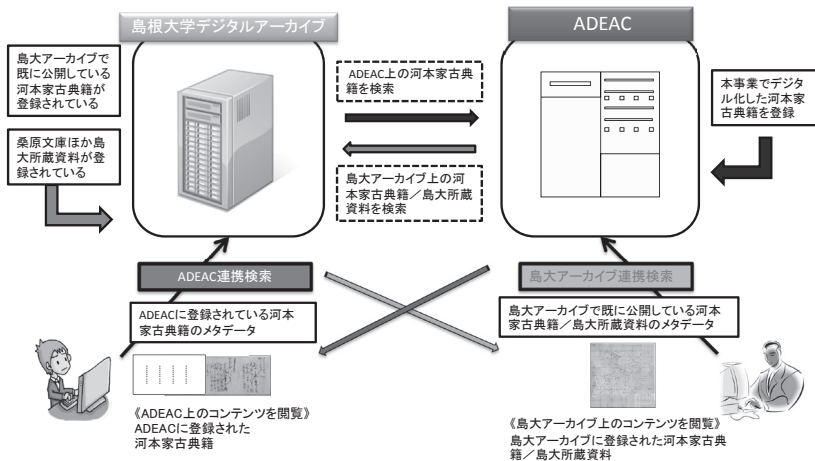 島根大学デジタルアーカイブ
ADEAC
島大アーカイブで
既に公開している
河本家古典籍が
登録されている
桑原文庫ほか島
大所蔵資料が登
録されている
ADEAC上の河本家古典
籍を検索
島大アーカイブ上の河
本家古典籍／島大所蔵
資料を検索
本事業でデジタ
ル化した河本家
古典籍を登録
ADEAC連携検索
島大アーカイブ連携検索
ADEACに登録されている河本
家古典籍のメタデータ
島大アーカイブで既に公開している河本
家古典籍／島大所蔵資料のメタデータ
《ADEAC上のコンテンツを閲覧》
ADEACに登録された
河本家古典籍
《島大アーカイブ上のコンテンツを閲覧》
島大アーカイブに登録された河本家古典
籍／島大所蔵資料